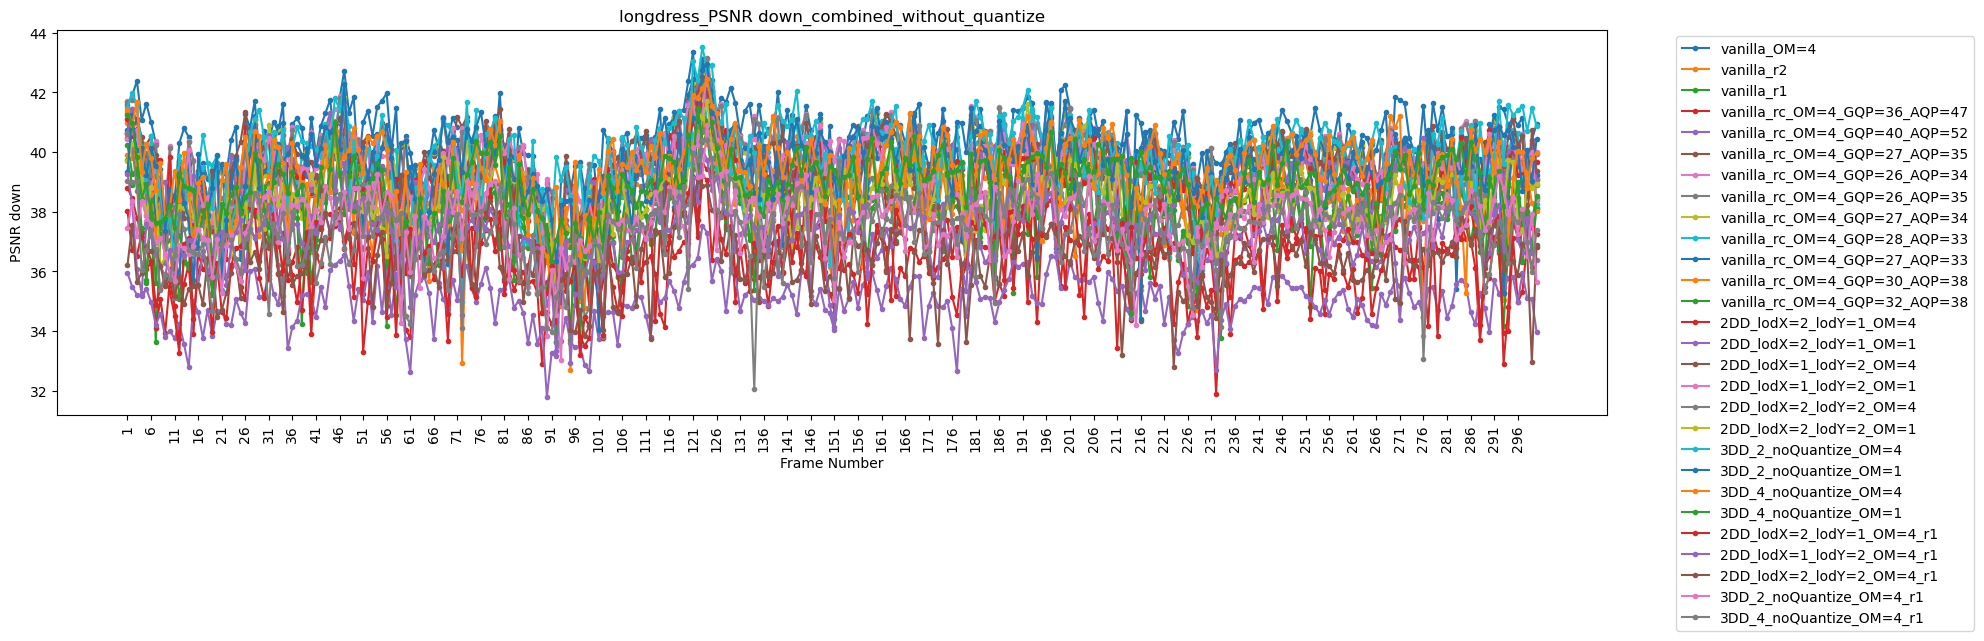 longdress_PSNR down_combined_without_quantize
PSNR down
44
42
40
38
36
34
32
1 6 11 16 21 26 31 36 41 46 51 56 61 66 71 76 81 86 91 96 101 106 111 116 121 126 131 136 141 146 151 156 161 166 171 176 181 186 191 196 201 206 211 216 221 226 231 236 241 246 251 256 261 266 271 276 281 286 291 296
Frame Number
vanilla_OM=4
vanilla_r2
vanilla_r1
vanilla_rc_OM=4_GQP=36_AQP=47
vanilla_rc_OM=4_GQP=40_AQP=52
vanilla_rc_OM=4_GQP=27_AQP=35
vanilla_rc_OM=4_GQP=26_AQP=34
vanilla_rc_OM=4_GQP=26_AQP=35
vanilla_rc_OM=4_GQP=27_AQP=34
vanilla_rc_OM=4_GQP=28_AQP=33
vanilla_rc_OM=4_GQP=27_AQP=33
vanilla_rc_OM=4_GQP=30_AQP=38
vanilla_rc_OM=4_GQP=32_AQP=38
2DD_lodX=2_lodY=1_OM=4
2DD_lodX=2_lodY=1_OM=1
2DD_lodX=1_lodY=2_OM=4
2DD_lodX=1_lodY=2_OM=1
2DD_lodX=2_lodY=2_OM=4
2DD_lodX=2_lodY=2_OM=1
3DD_2_noQuantize_OM=4
3DD_2_noQuantize_OM=1
3DD_4_noQuantize_OM=4
3DD_4_noQuantize_OM=1
2DD_lodX=2_lodY=1_OM=4_r1
2DD_lodX=1_lodY=2_OM=4_r1
2DD_lodX=2_lodY=2_OM=4_r1
3DD_2_noQuantize_OM=4_r1
3DD_4_noQuantize_OM=4_r1